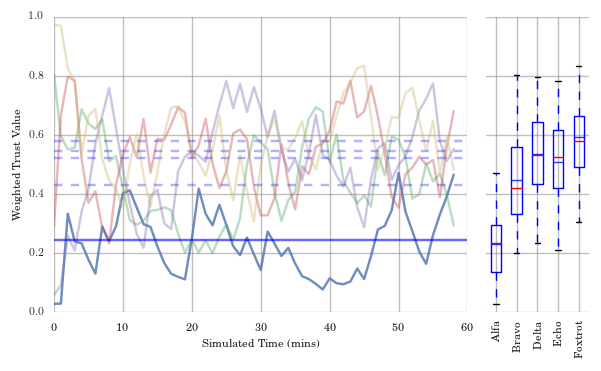 1.0
0.8
0.6
0.4
0.2
0.0
Weighted Trust Value
0 10 20 30 40 50 60
Simulated Time (mins)
Alfa
Bravo
Delta
Echo
Foxtrot